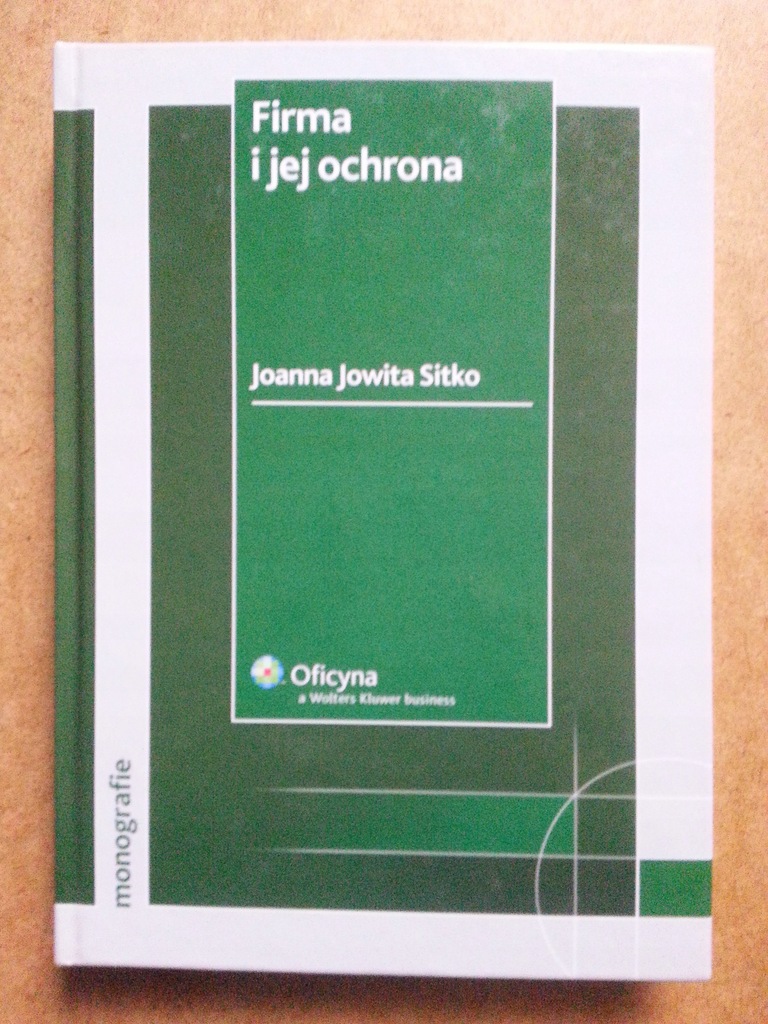 Firma
i jej ochrona
Joanna Jowita Sitko
Oficyna
a Wolters Kluwer business
monografie